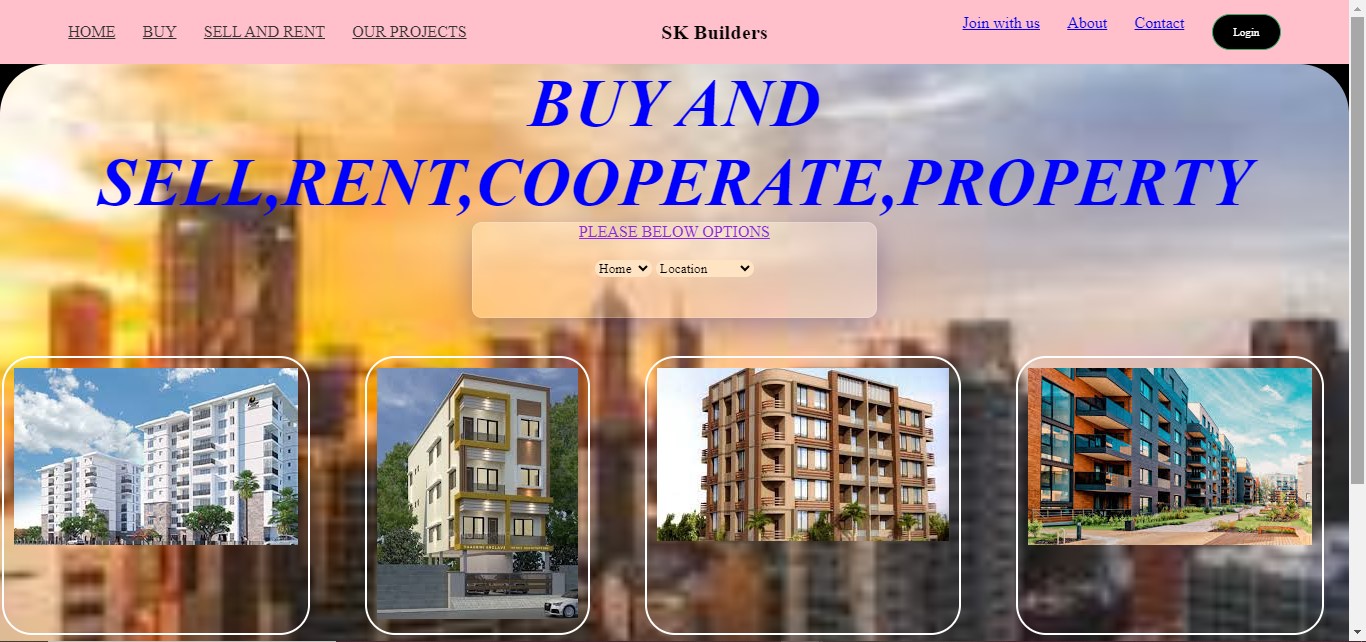 HOME BUY SELL AND RENT OUR PROJECTS SK Builders Join with us About Contact Login
BUY AND
SELL,RENT,COOPERATE,PROPERTY
PLEASE BELOW OPTIONS
Home Location